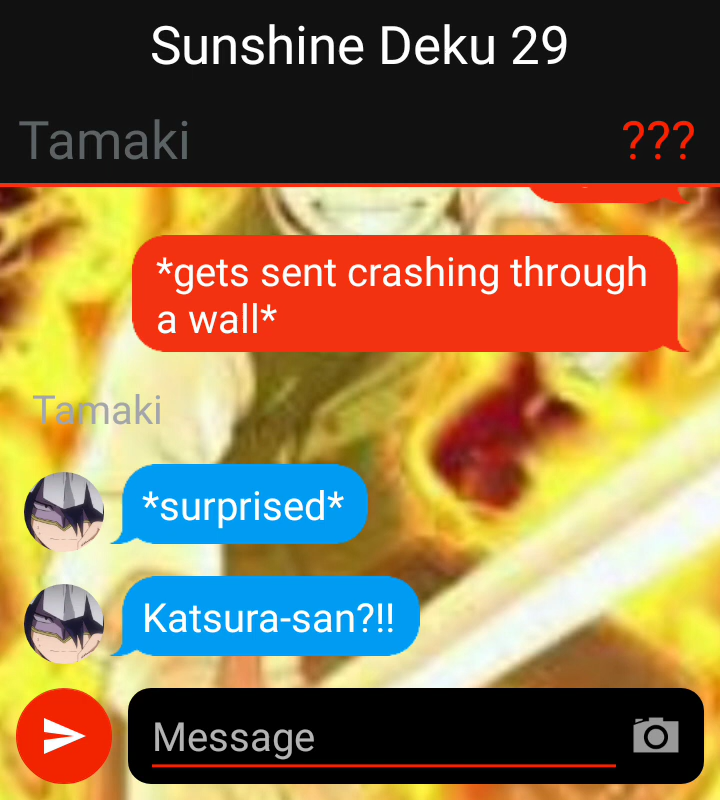 Sunshine Deku 29
Tamaki
???
*gets sent crashing through
a wall*
Tamaki
*surprised*
Katsura-san?!!
Message